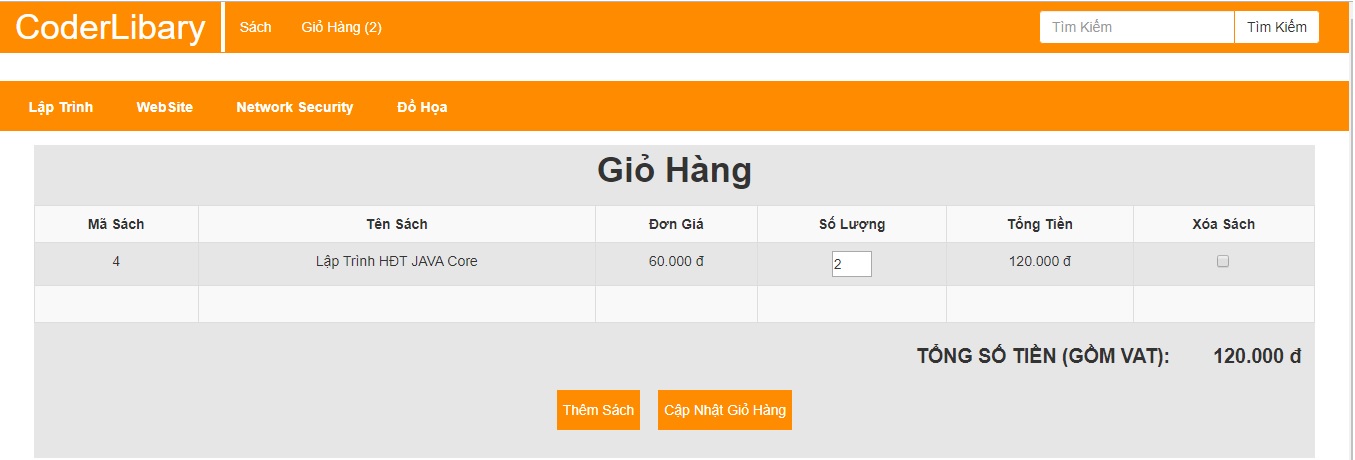 CoderLibary Sách Giỏ Hàng (2) Tìm Kiếm Tìm Kiếm
Lập Trình WebSite Network Security Đồ Họa
Giỏ Hàng
Mã Sách Tên Sách Đơn Giá Số Lượng Tổng Tiền Xóa Sách
4 Lập Trình HĐT JAVA Core 60.000 đ 2 120.000 đ
TỔNG SỐ TIỀN (GỒM VAT): 120.000 đ
Thêm Sách Cập Nhật Giỏ Hàng